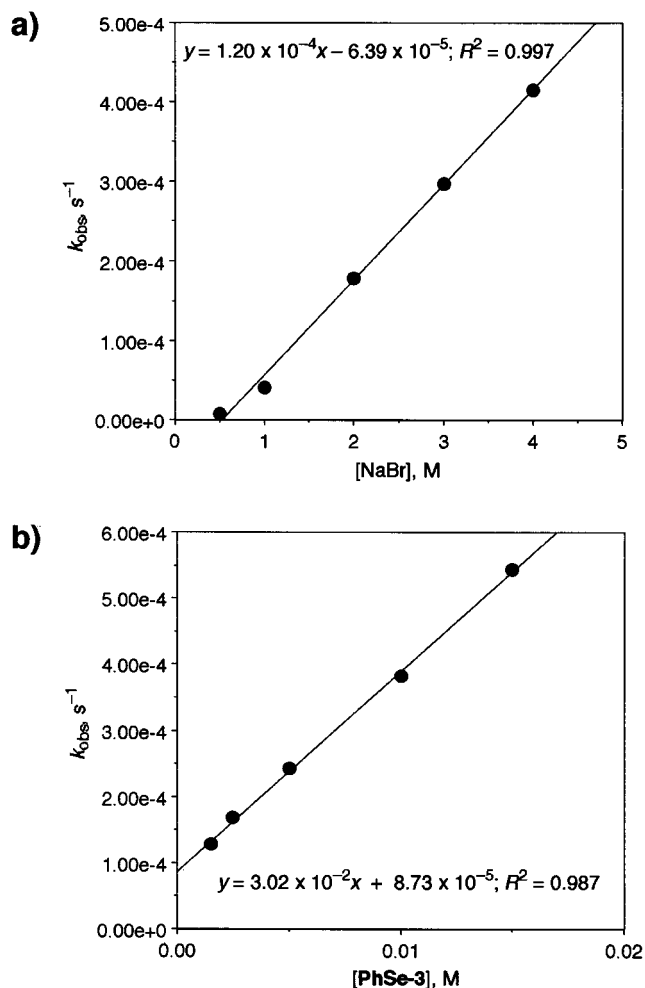 a)
5.00e-4
y = 1.20 x 10⁻⁴x – 6.39 x 10⁻⁵; R² = 0.997
4.00e-4
3.00e-4
2.00e-4
1.00e-4
0.00e+0
k_obs, s⁻¹
0 1 2 3 4 5
[NaBr], M
b)
6.00e-4
5.00e-4
4.00e-4
3.00e-4
2.00e-4
1.00e-4
0.00e+0
k_obs, s⁻¹
y = 3.02 x 10⁻²x + 8.73 x 10⁻⁵; R² = 0.987
0.00 0.01 0.02
[PhSe-3], M